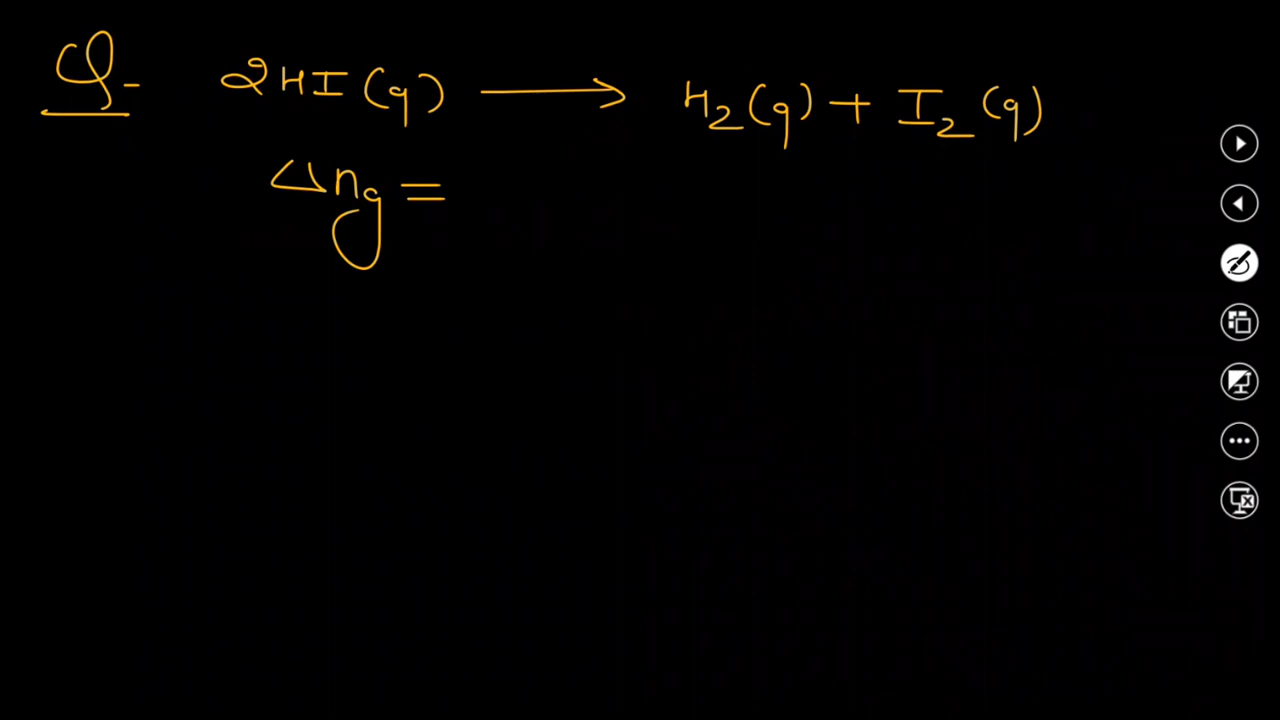 Q- 2HI(g) ⟶ H₂(g) + I₂(g)
Δng =